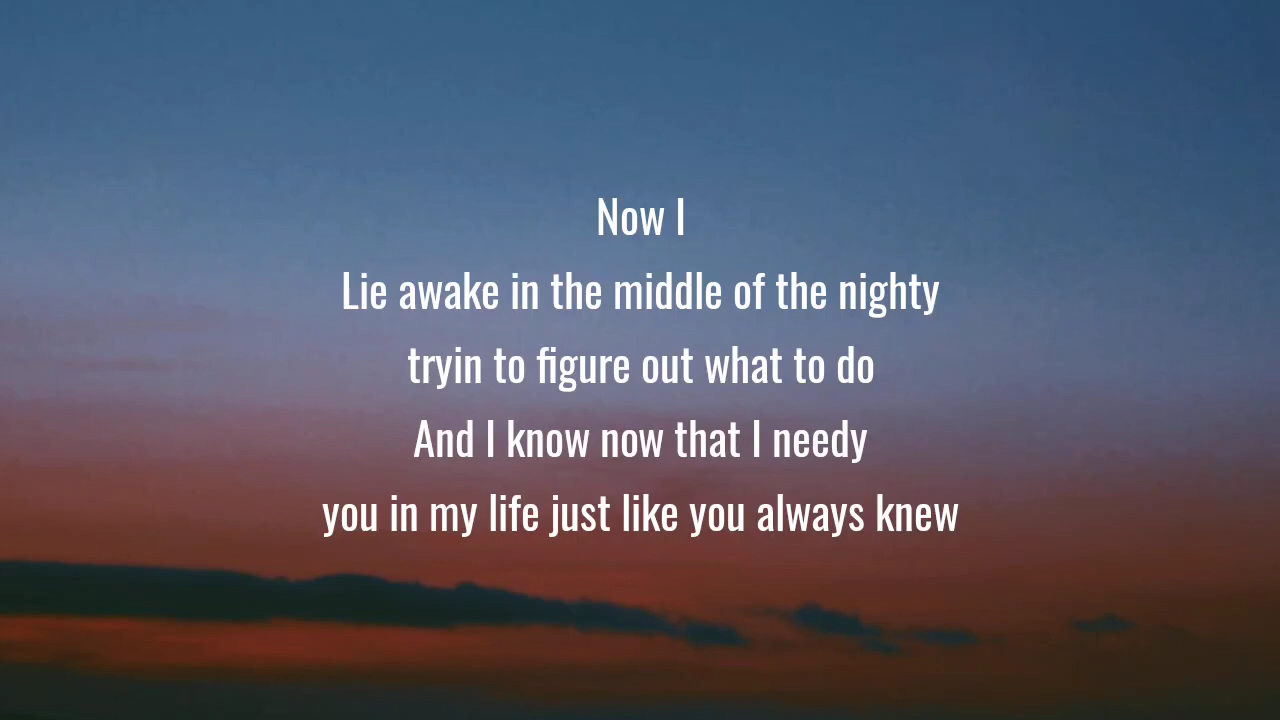 Now I
Lie awake in the middle of the nighty
tryin to figure out what to do
And I know now that I needy
you in my life just like you always knew